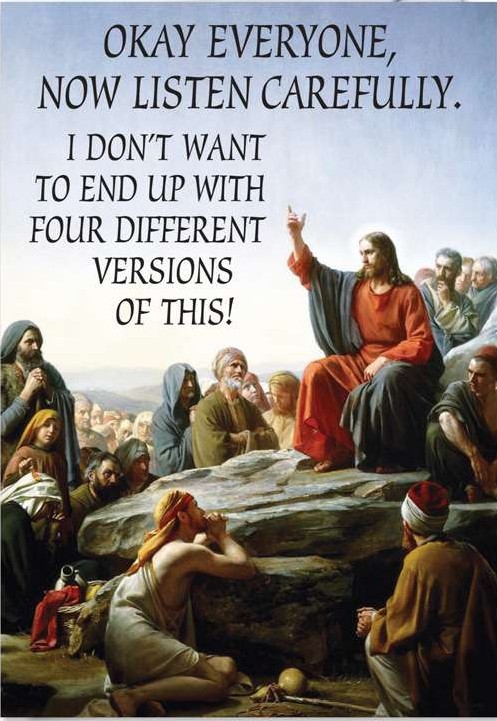 OKAY EVERYONE,
NOW LISTEN CAREFULLY.
I DON'T WANT
TO END UP WITH
FOUR DIFFERENT
VERSIONS
OF THIS!